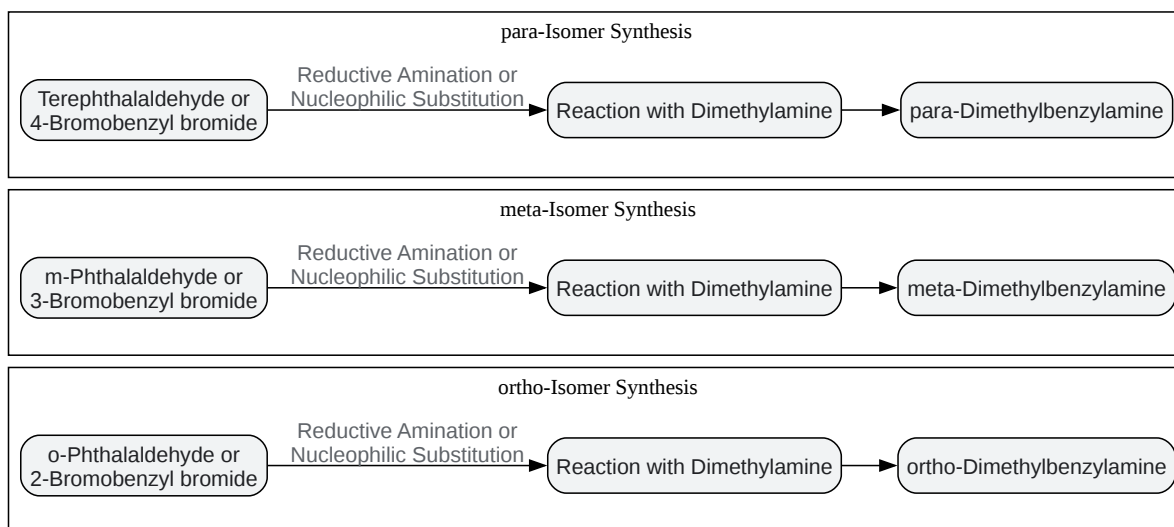 para-Isomer Synthesis
Terephthalaldehyde or
4-Bromobenzyl bromide
Reductive Amination or
Nucleophilic Substitution
Reaction with Dimethylamine
para-Dimethylbenzylamine
meta-Isomer Synthesis
m-Phthalaldehyde or
3-Bromobenzyl bromide
Reductive Amination or
Nucleophilic Substitution
Reaction with Dimethylamine
meta-Dimethylbenzylamine
ortho-Isomer Synthesis
o-Phthalaldehyde or
2-Bromobenzyl bromide
Reductive Amination or
Nucleophilic Substitution
Reaction with Dimethylamine
ortho-Dimethylbenzylamine